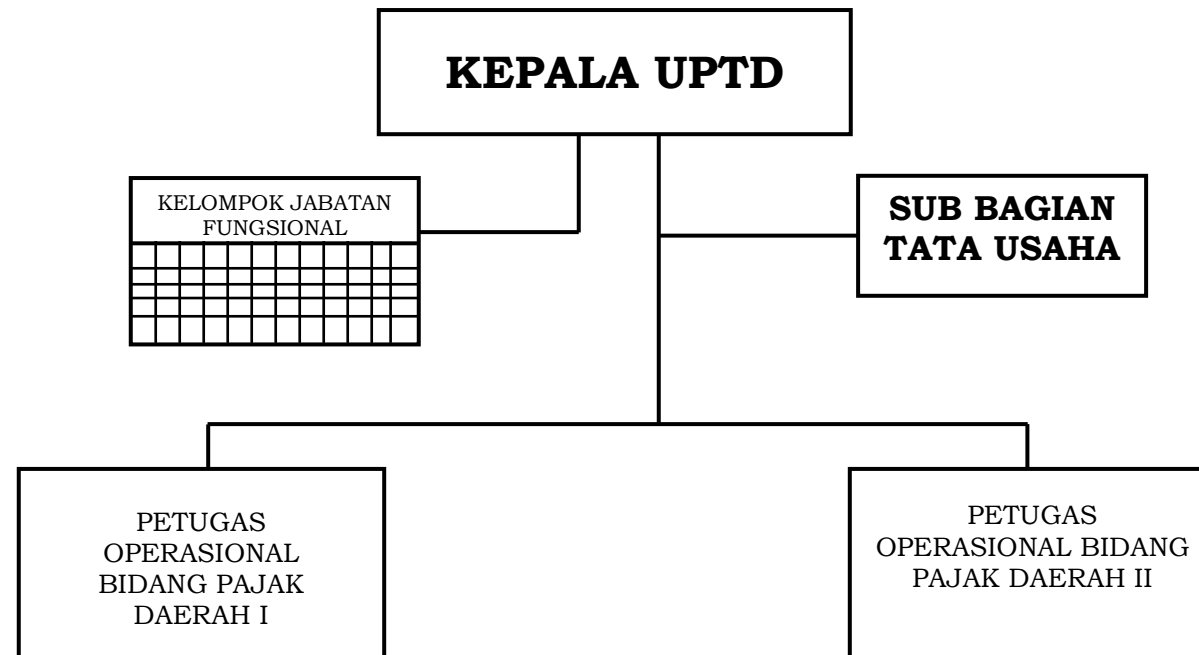 KEPALA UPTD
KELOMPOK JABATAN
FUNGSIONAL
SUB BAGIAN
TATA USAHA
PETUGAS
OPERASIONAL
BIDANG PAJAK
DAERAH I
PETUGAS
OPERASIONAL BIDANG
PAJAK DAERAH II